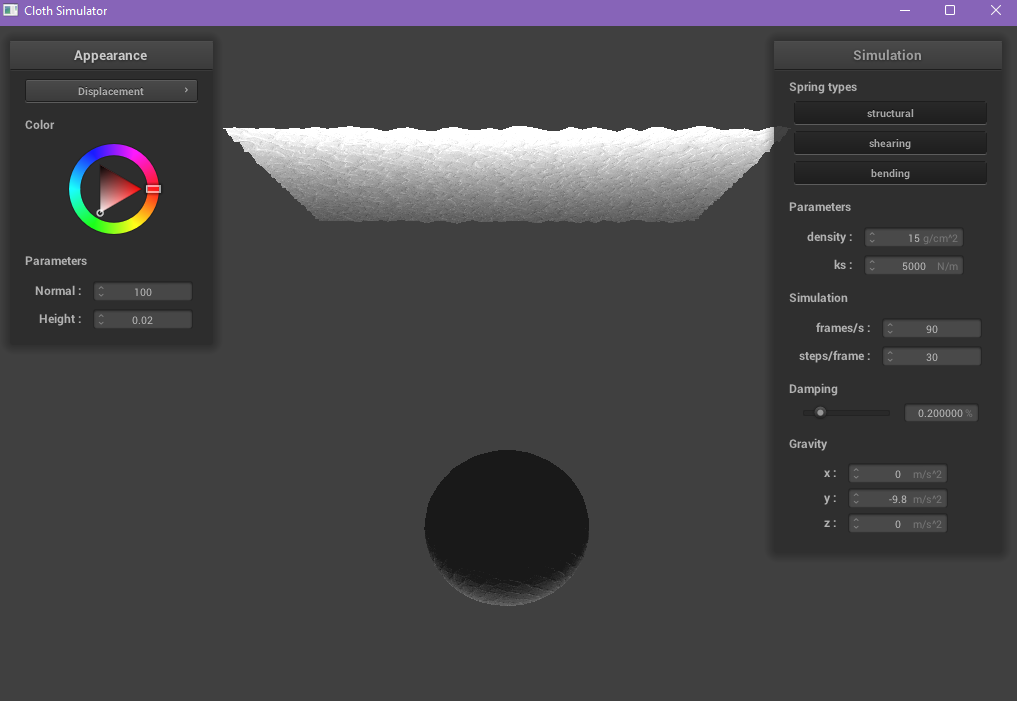 Cloth Simulator
Appearance
Displacement
Color
Parameters
Normal : 100
Height : 0.02
Simulation
Spring types
structural
shearing
bending
Parameters
density : 15 g/cm^2
ks : 5000 N/m
Simulation
frames/s : 90
steps/frame : 30
Damping
0.200000 %
Gravity
x : 0 m/s^2
y : -9.8 m/s^2
z : 0 m/s^2